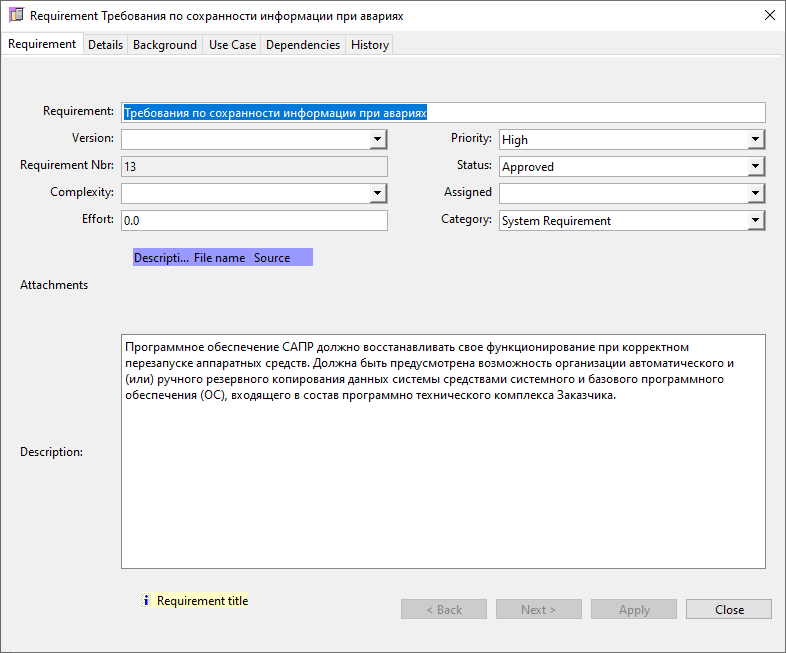 Requirement Требования по сохранности информации при авариях
Requirement Details Background Use Case Dependencies History
Requirement: Требования по сохранности информации при авариях
Version: Priority: High
Requirement Nbr: 13 Status: Approved
Complexity: Assigned
Effort: 0.0 Category: System Requirement
Descripti... File name Source
Attachments
Программное обеспечение САПР должно восстанавливать свое функционирование при корректном
перезапуске аппаратных средств. Должна быть предусмотрена возможность организации автоматического и
(или) ручного резервного копирования данных системы средствами системного и базового программного
обеспечения (ОС), входящего в состав программно технического комплекса Заказчика.
Description:
i Requirement title
< Back Next > Apply Close